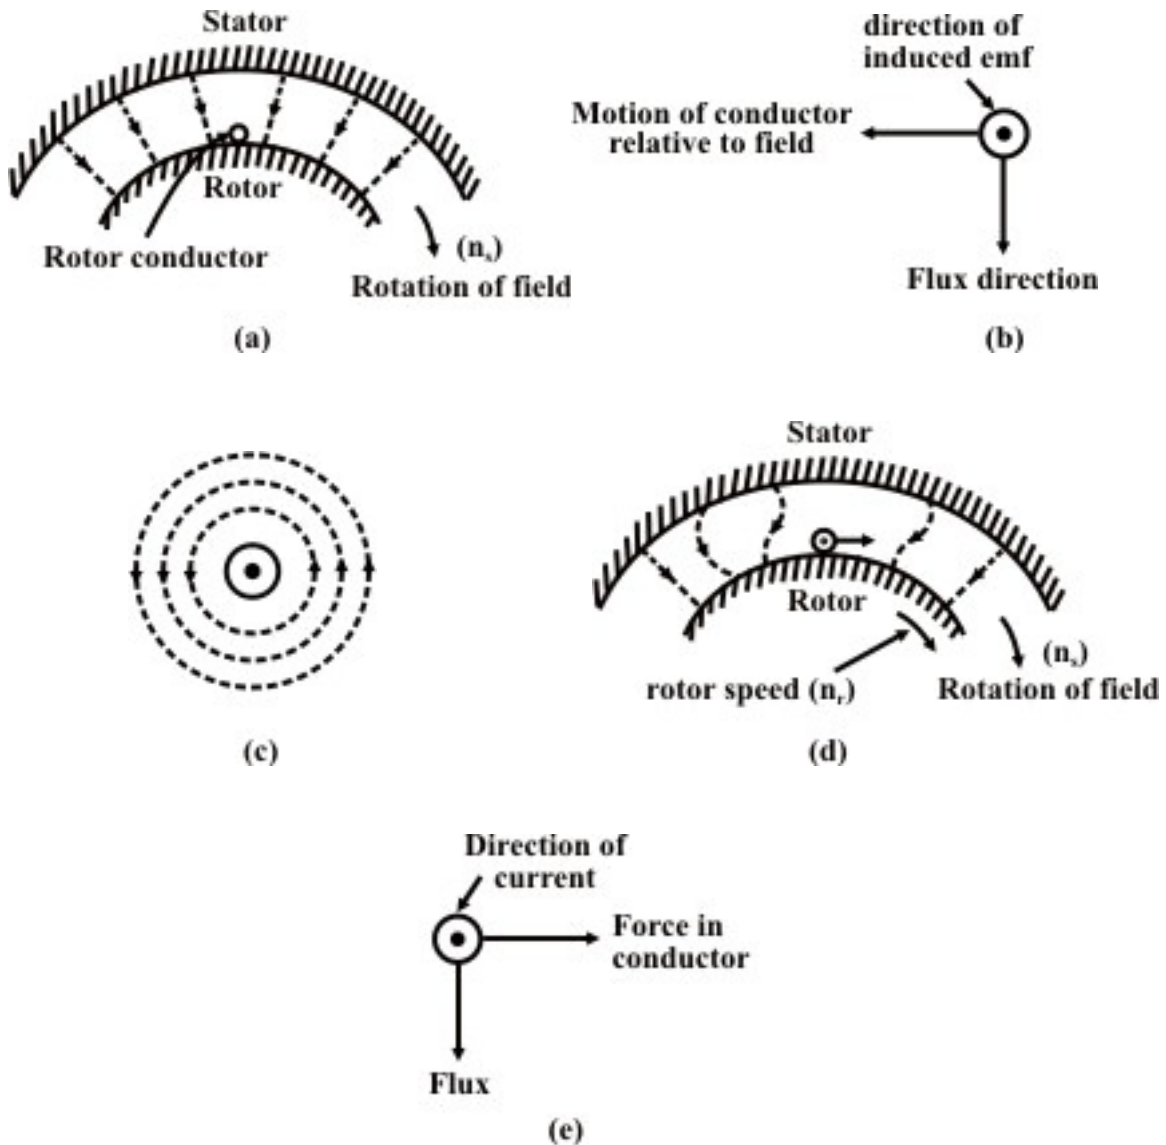 Stator
Rotor
Rotor conductor
(nₛ)
Rotation of field
(a)
direction of
induced emf
Motion of conductor
relative to field
Flux direction
(b)
(c)
Stator
Rotor
rotor speed (nᵣ)
(nₛ)
Rotation of field
(d)
Direction of
current
Force in
conductor
Flux
(e)